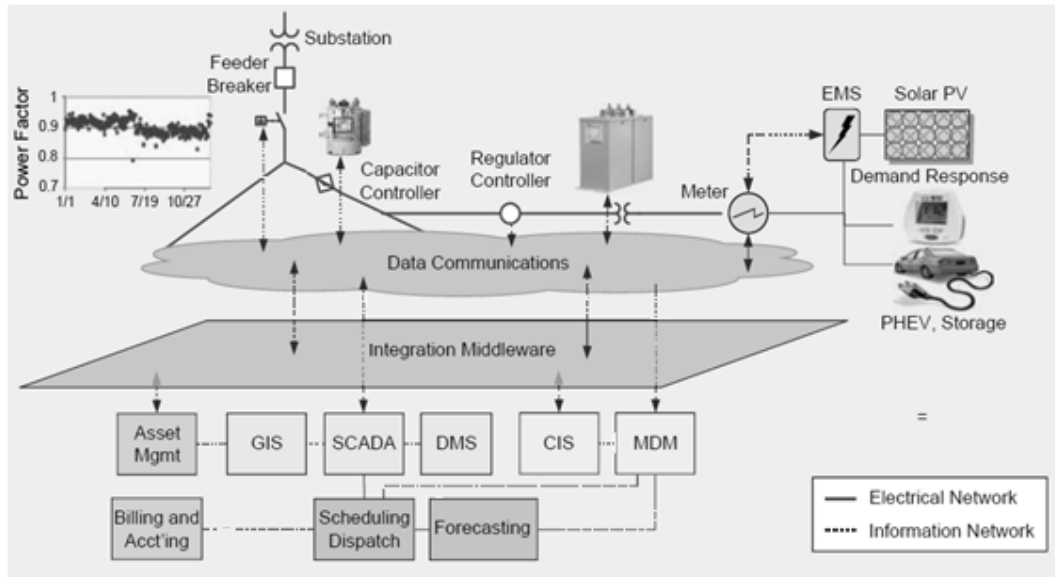 Substation
Feeder
Breaker
Power Factor
1
0.9
0.8
0.7
1/1 4/10 7/19 10/27
Capacitor
Controller
Regulator
Controller
Meter
EMS
Solar PV
Demand Response
PHEV, Storage
Data Communications
Integration Middleware
Asset
Mgmt
GIS
SCADA
DMS
CIS
MDM
=
Billing and
Acct'ing
Scheduling
Dispatch
Forecasting
Electrical Network
Information Network